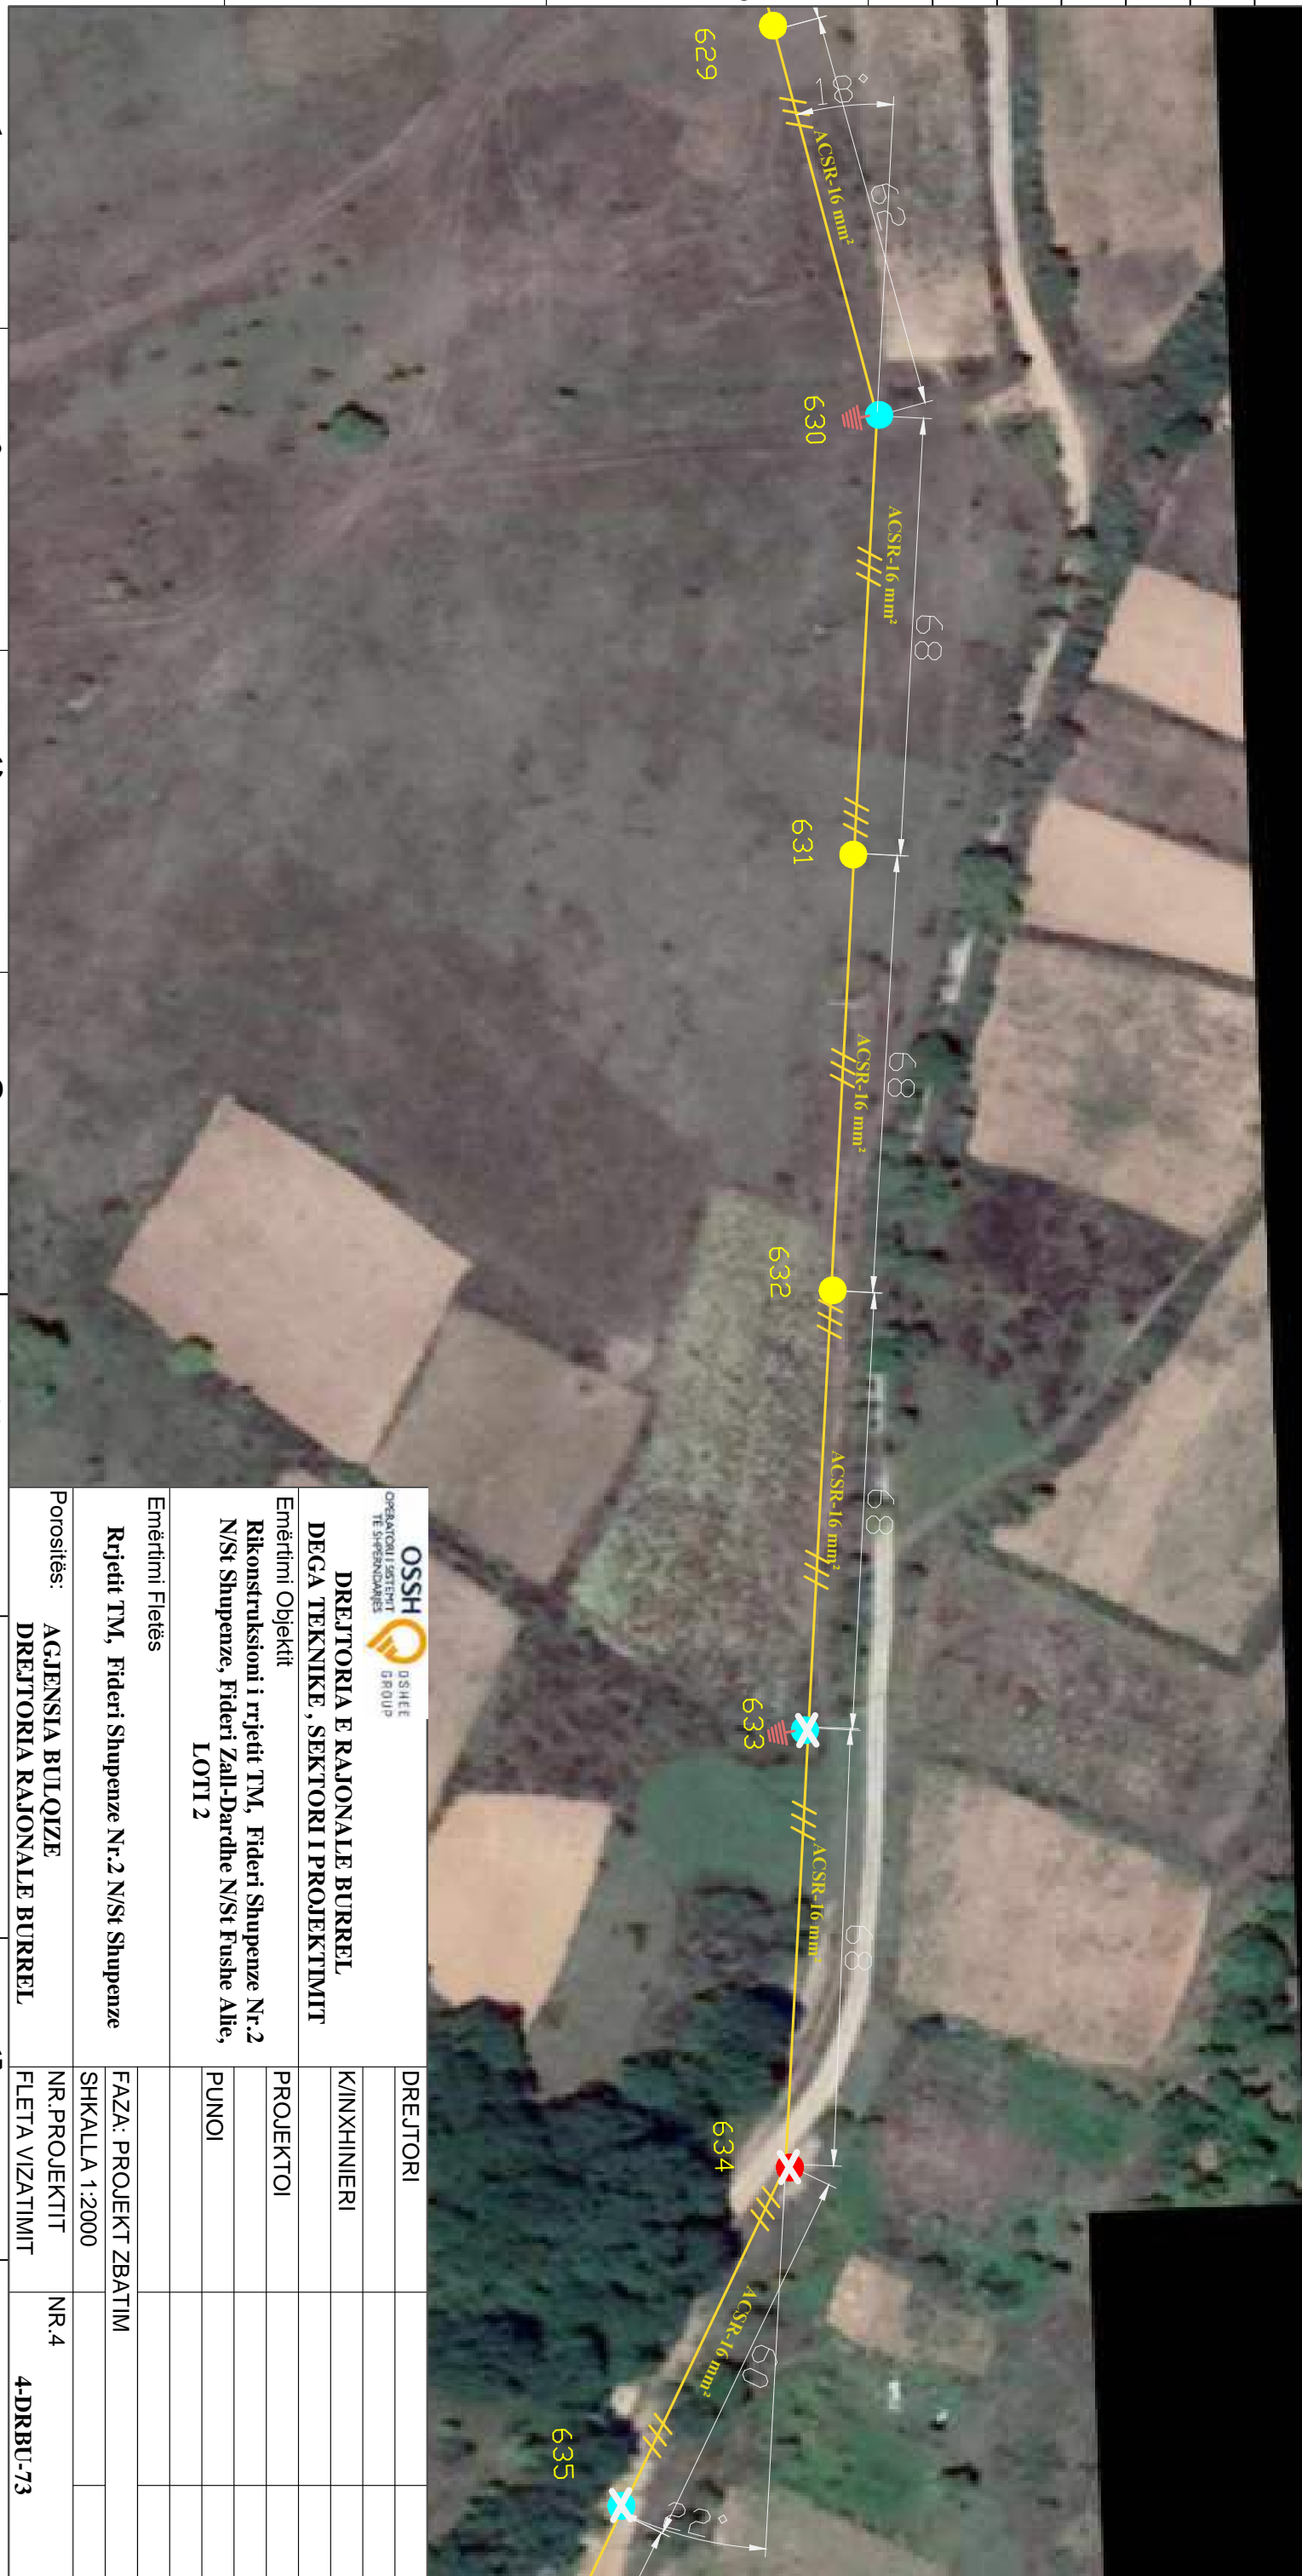 629
18°
ACSR-16 mm²
62
630
ACSR-16 mm²
68
631
ACSR-16 mm²
68
632
ACSR-16 mm²
68
633
ACSR-16 mm²
68
634
ACSR-16 mm²
60
635
22°
OSSH
OPERATORI I SISTEMIT
TË SHPËRNDARJES
OSHEE
GROUP
DREJTORIA E RAJONALE BURREL
DEGA TEKNIKE , SEKTORI I PROJEKTIMIT
Emërtimi Objektit
Rikonstruksioni i rrjetit TM, Fideri Shupenze Nr.2
N/St Shupenze, Fideri Zall-Dardhe N/St Fushe Alie,
LOTI 2
Emërtimi Fletës
Rrjetit TM, Fideri Shupenze Nr.2 N/St Shupenze
Porositës: AGJENSIA BULQIZE
DREJTORIA RAJONALE BURREL
DREJTORI
K/INXHINIERI
PROJEKTOI
PUNOI
FAZA: PROJEKT ZBATIM
SHKALLA 1:2000
NR.PROJEKTIT NR.4
FLETA VIZATIMIT 4-DRBU-73